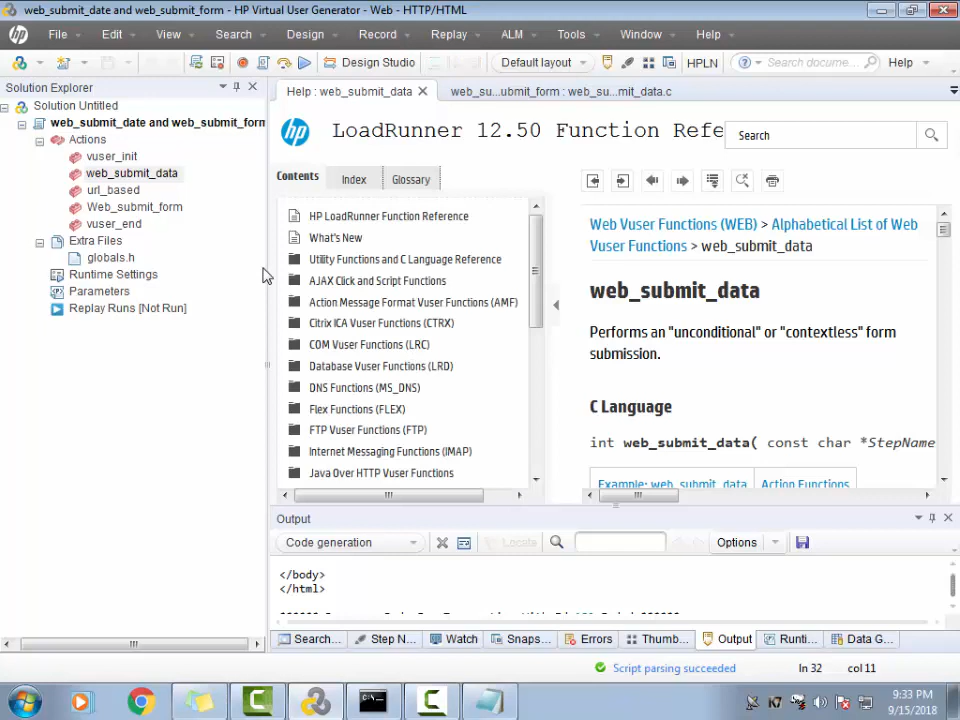 web_submit_date and web_submit_form - HP Virtual User Generator - Web - HTTP/HTML
hp File Edit View Search Design Record Replay ALM Tools Window Help
Design Studio Default layout HPLN Search docume... Help
Solution Explorer
Solution Untitled
web_submit_date and web_submit_form
Actions
vuser_init
web_submit_data
url_based
Web_submit_form
vuser_end
Extra Files
globals.h
Runtime Settings
Parameters
Replay Runs [Not Run]
Help : web_submit_data web_su...ubmit_form : web_su...mit_data.c
hp LoadRunner 12.50 Function Refe
Search
Contents Index Glossary
HP LoadRunner Function Reference
What's New
Utility Functions and C Language Reference
AJAX Click and Script Functions
Action Message Format Vuser Functions (AMF)
Citrix ICA Vuser Functions (CTRX)
COM Vuser Functions (LRC)
Database Vuser Functions (LRD)
DNS Functions (MS_DNS)
Flex Functions (FLEX)
FTP Vuser Functions (FTP)
Internet Messaging Functions (IMAP)
Java Over HTTP Vuser Functions
Web Vuser Functions (WEB) > Alphabetical List of Web
Vuser Functions > web_submit_data
web_submit_data
Performs an "unconditional" or "contextless" form
submission.
C Language
int web_submit_data( const char *StepName
Example: web_submit_data Action Functions
Output
Code generation Locate Options
</body>
</html>
Search... Step N... Watch Snaps... Errors Thumb... Output Runti... Data G...
Script parsing succeeded ln 32 col 11
9:33 PM
9/15/2018